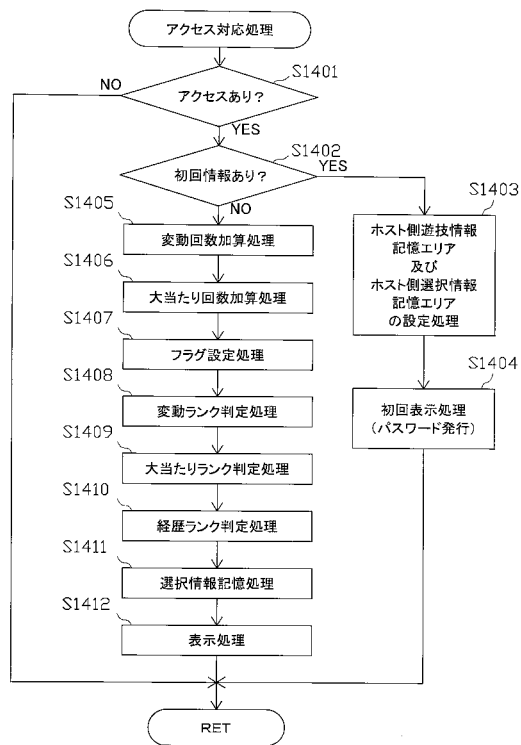 アクセス対応処理
S1401
NO
アクセスあり?
YES
S1402
初回情報あり?
YES
NO
S1403
ホスト側遊技情報
記憶エリア
及び
ホスト側選択情報
記憶エリア
の設定処理
S1404
初回表示処理
(パスワード発行)
S1405
変動回数加算処理
S1406
大当たり回数加算処理
S1407
フラグ設定処理
S1408
変動ランク判定処理
S1409
大当たりランク判定処理
S1410
経歴ランク判定処理
S1411
選択情報記憶処理
S1412
表示処理
RET